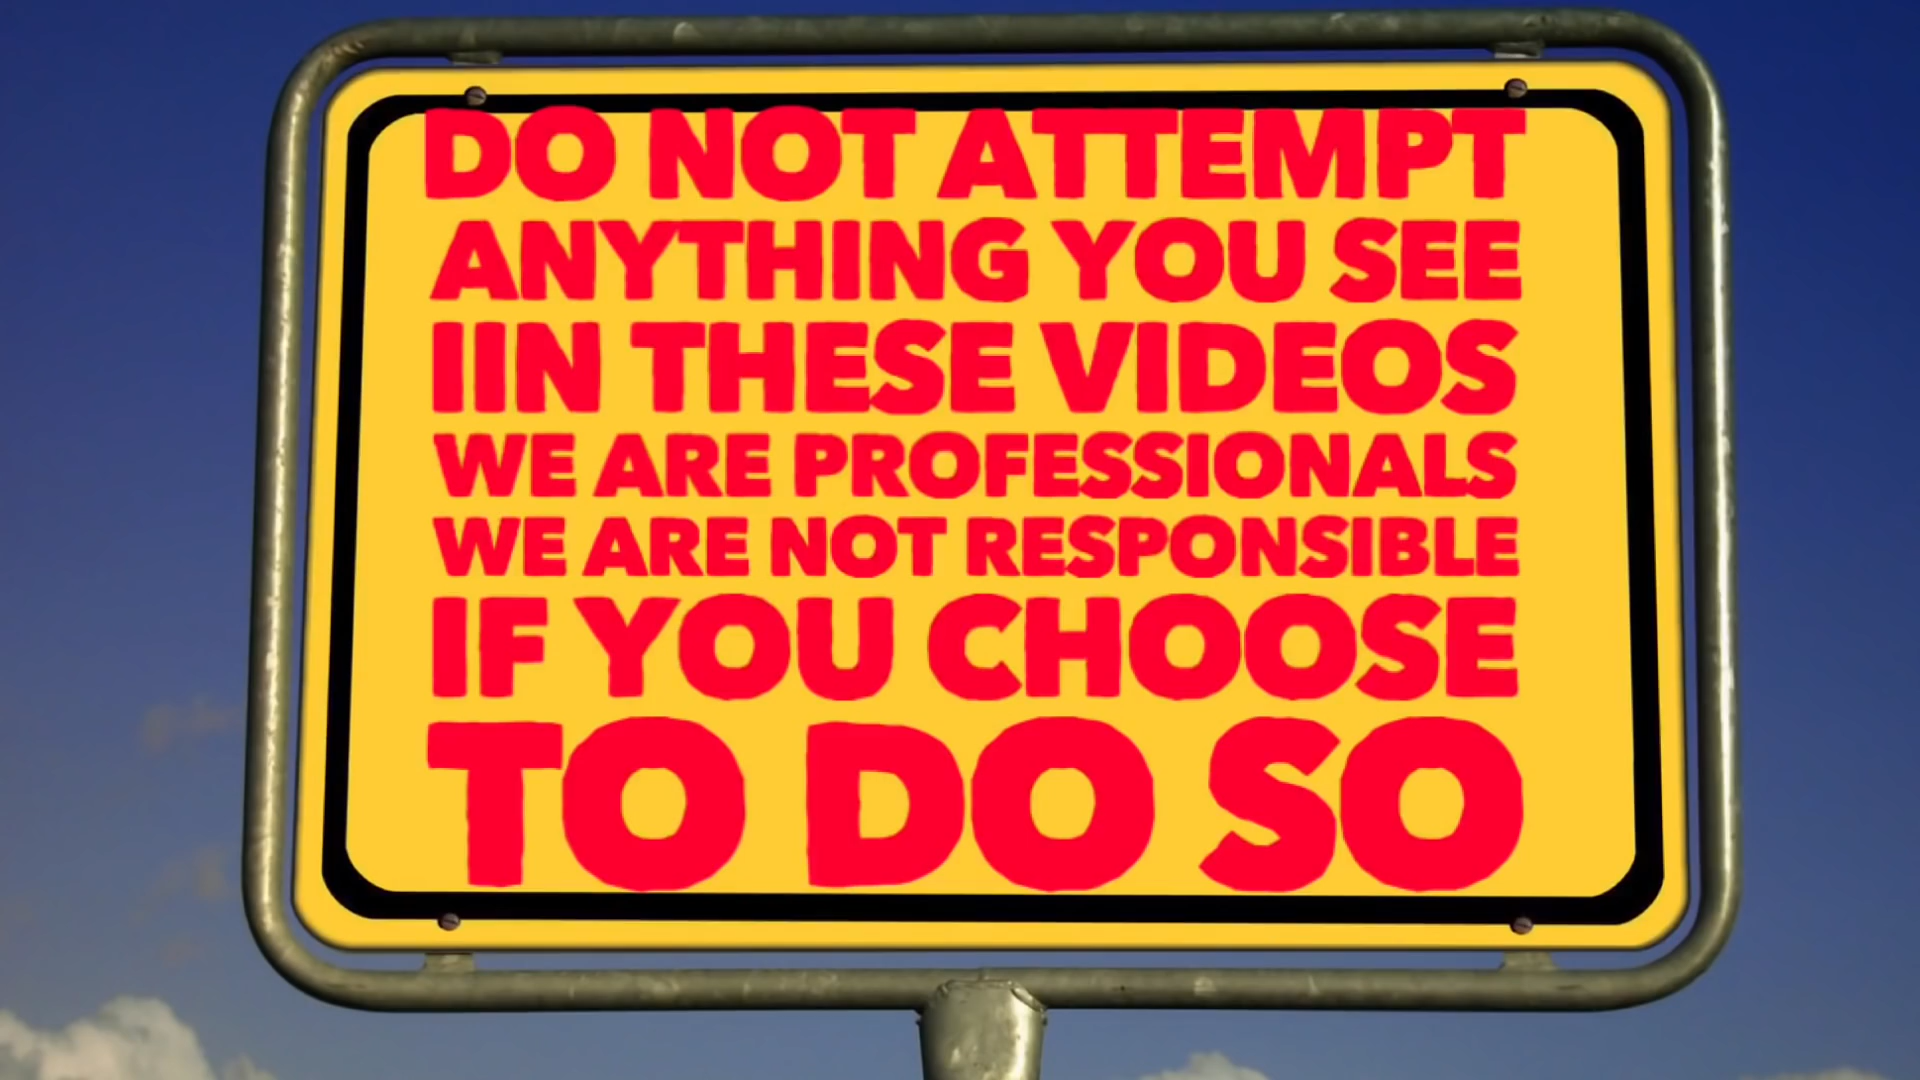 DO NOT ATTEMPT
ANYTHING YOU SEE
IIN THESE VIDEOS
WE ARE PROFESSIONALS
WE ARE NOT RESPONSIBLE
IF YOU CHOOSE
TO DO SO